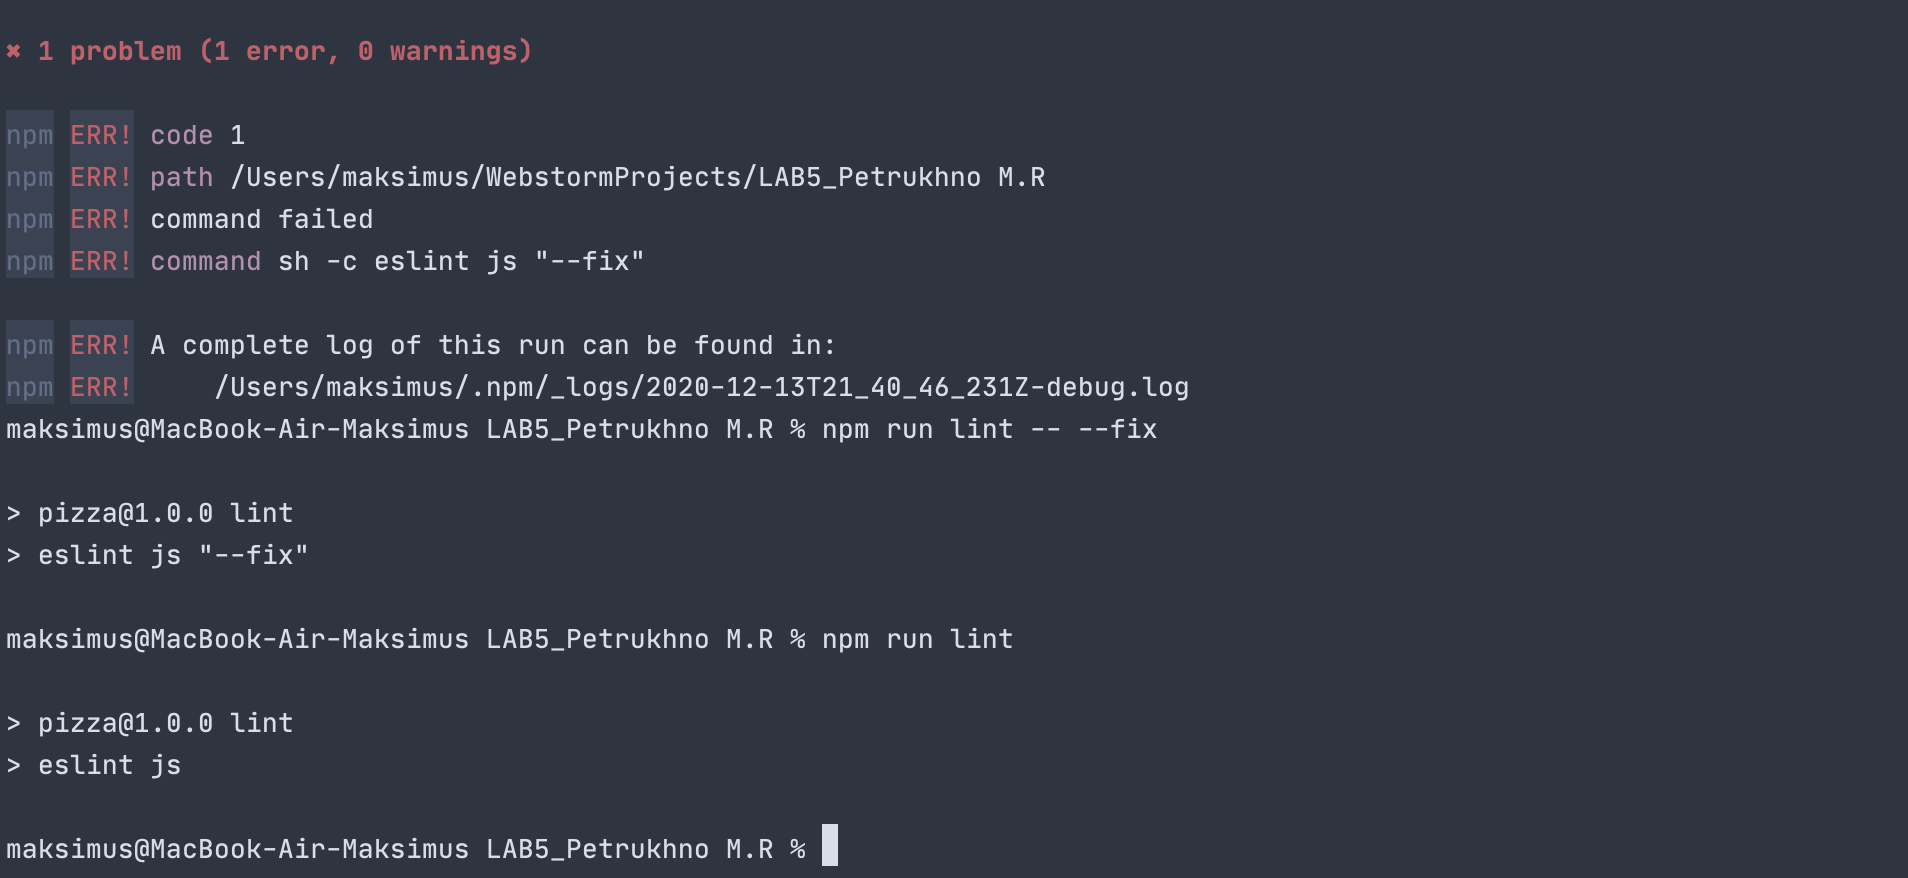 ✖ 1 problem (1 error, 0 warnings)
npm ERR! code 1
npm ERR! path /Users/maksimus/WebstormProjects/LAB5_Petrukhno M.R
npm ERR! command failed
npm ERR! command sh -c eslint js "--fix"
npm ERR! A complete log of this run can be found in:
npm ERR!     /Users/maksimus/.npm/_logs/2020-12-13T21_40_46_231Z-debug.log
maksimus@MacBook-Air-Maksimus LAB5_Petrukhno M.R % npm run lint -- --fix
> pizza@1.0.0 lint
> eslint js "--fix"
maksimus@MacBook-Air-Maksimus LAB5_Petrukhno M.R % npm run lint
> pizza@1.0.0 lint
> eslint js
maksimus@MacBook-Air-Maksimus LAB5_Petrukhno M.R %